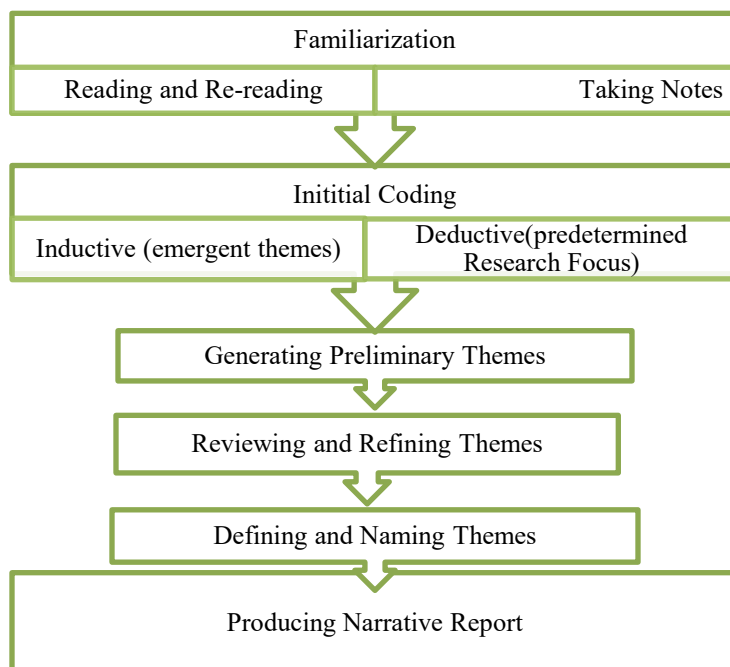 Familiarization
Reading and Re-reading
Taking Notes
Inititial Coding
Inductive (emergent themes)
Deductive(predetermined
Research Focus)
Generating Preliminary Themes
Reviewing and Refining Themes
Defining and Naming Themes
Producing Narrative Report